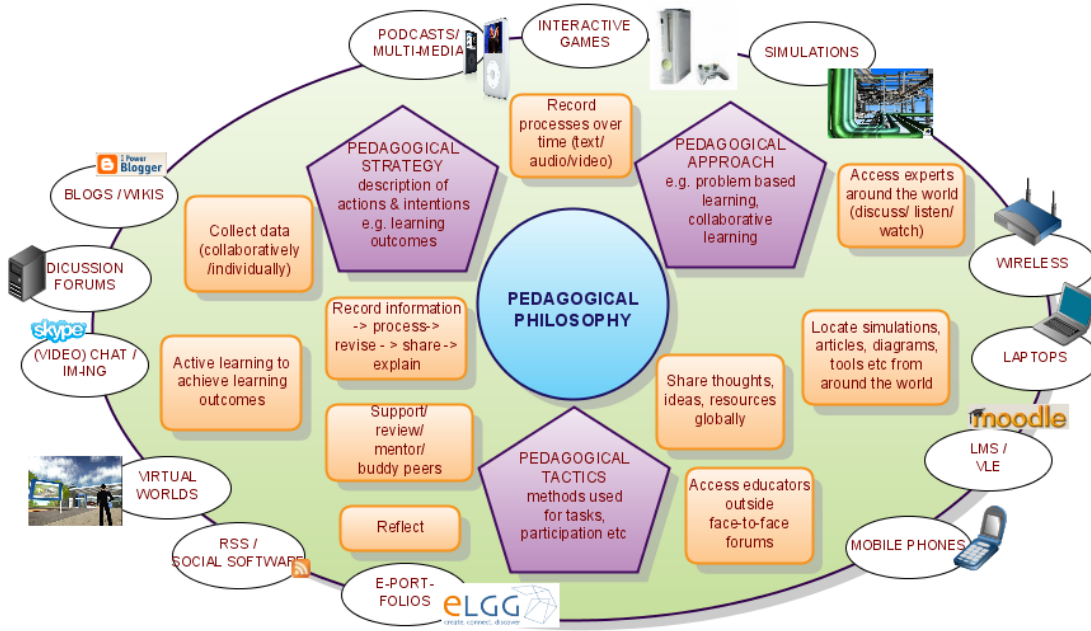 PODCASTS/
MULTI-MEDIA
INTERACTIVE
GAMES
SIMULATIONS
Record
processes over
time (text/
audio/video)
PEDAGOGICAL
STRATEGY
description of
actions & intentions
e.g. learning
outcomes
PEDAGOGICAL
APPROACH
e.g. problem based
learning,
collaborative
learning
Access experts
around the world
(discuss/ listen/
watch)
I Power
Blogger
BLOGS / WIKIS
Collect data
(collaboratively
/individually)
WIRELESS
DICUSSION
FORUMS
PEDAGOGICAL
PHILOSOPHY
Record information
-> process->
revise -> share ->
explain
skype
(VIDEO) CHAT /
IM-ING
Active learning to
achieve learning
outcomes
Locate simulations,
articles, diagrams,
tools etc from
around the world
LAPTOPS
Share thoughts,
ideas, resources
globally
Support/
review/
mentor/
buddy peers
moodle
LMS /
VLE
PEDAGOGICAL
TACTICS
methods used
for tasks,
participation etc
Access educators
outside
face-to-face
forums
VIRTUAL
WORLDS
Reflect
MOBILE PHONES
RSS /
SOCIAL SOFTWARE
E-PORT-
FOLIOS
eLGG
create, connect, discover